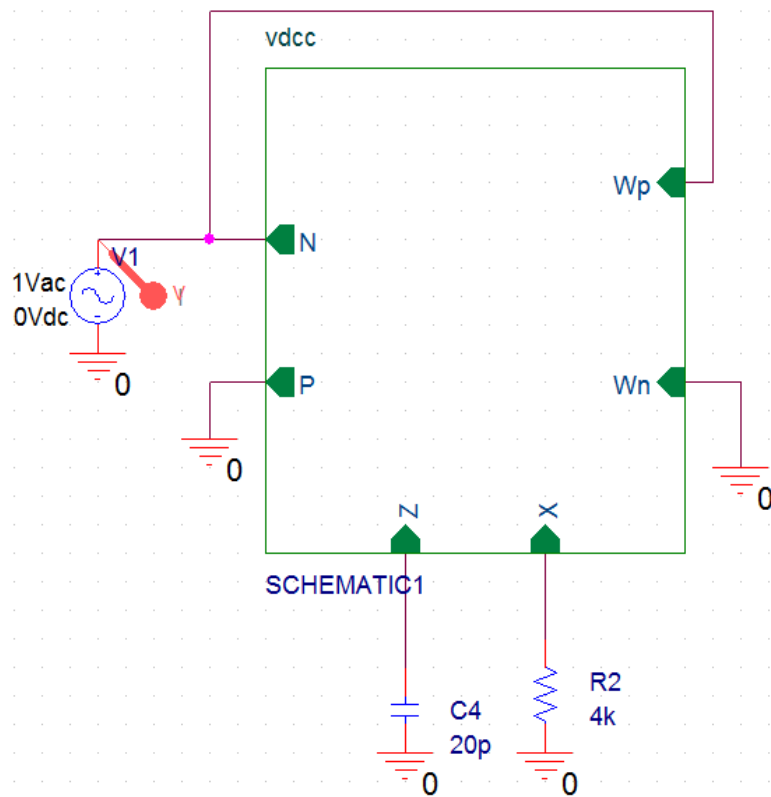 vdcc
Wp
N
V1
1Vac
0Vdc
V
0
P
Wn
0
0
Z
X
SCHEMATIC1
R2
4k
C4
20p
0
0